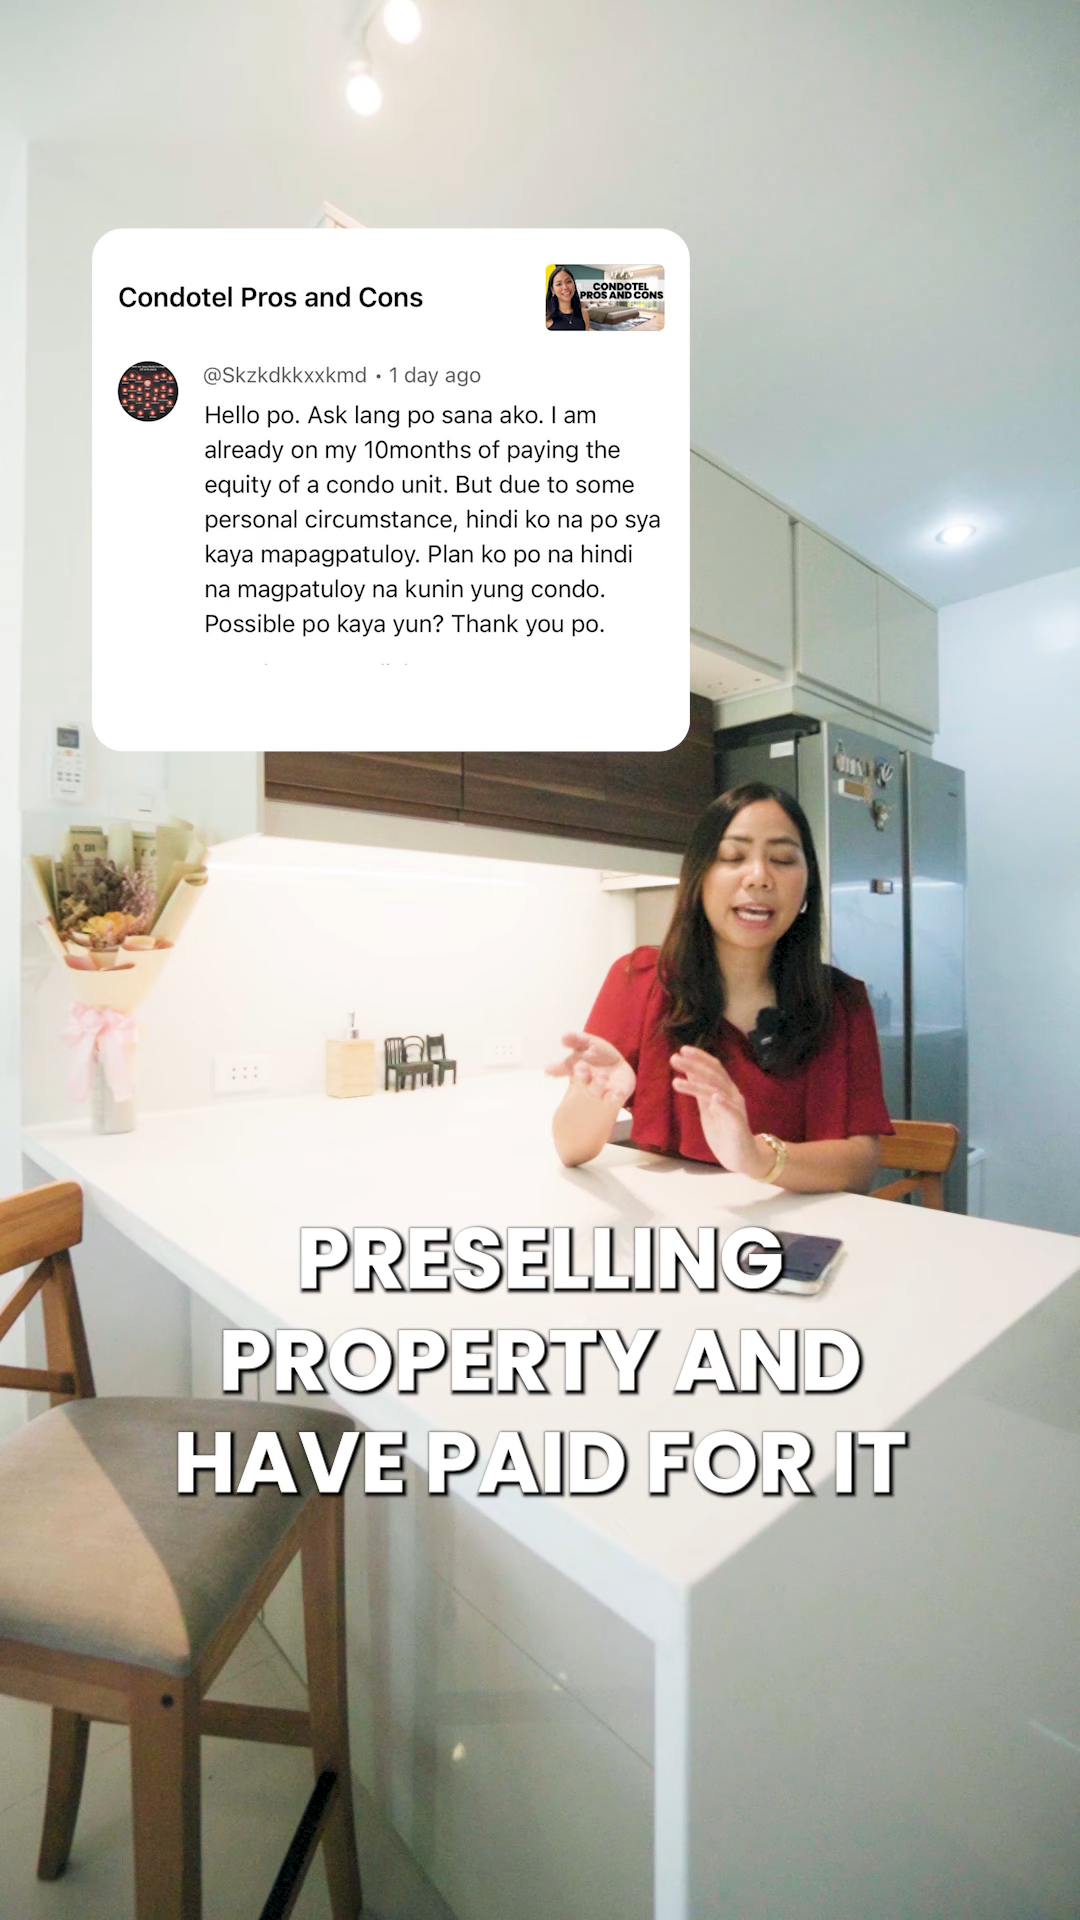 Condotel Pros and Cons
CONDOTEL
PROS AND CONS
@Skzkdkkxxkmd • 1 day ago
Hello po. Ask lang po sana ako. I am
already on my 10months of paying the
equity of a condo unit. But due to some
personal circumstance, hindi ko na po sya
kaya mapagpatuloy. Plan ko po na hindi
na magpatuloy na kunin yung condo.
Possible po kaya yun? Thank you po.
PRESELLING
PROPERTY AND
HAVE PAID FOR IT